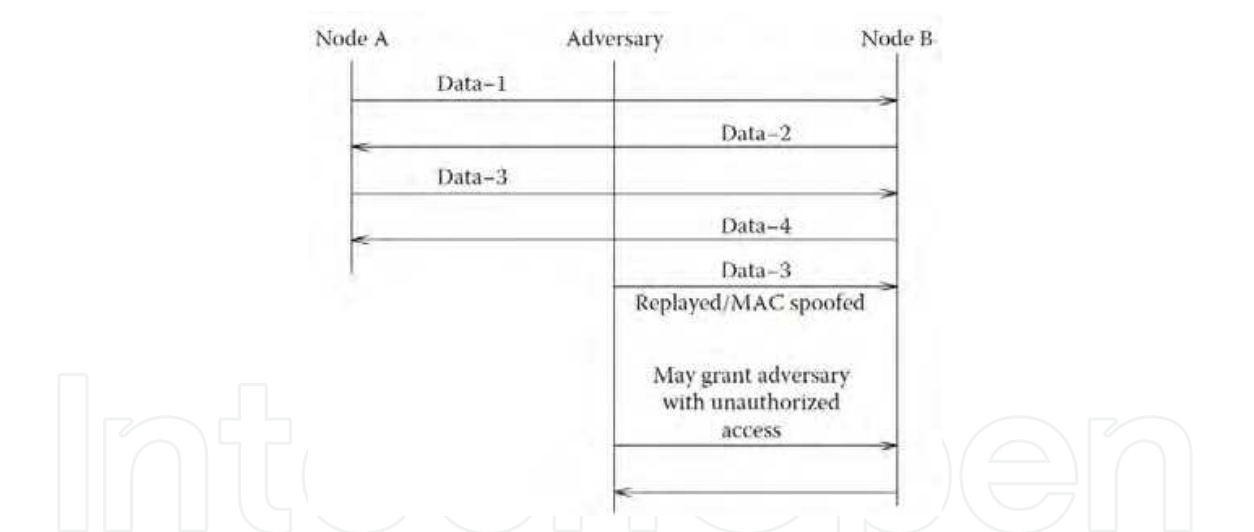 Node A
Adversary
Node B
Data-1
Data-2
Data-3
Data-4
Data-3
Replayed/MAC spoofed
May grant adversary
with unauthorized
access
IntechOpen